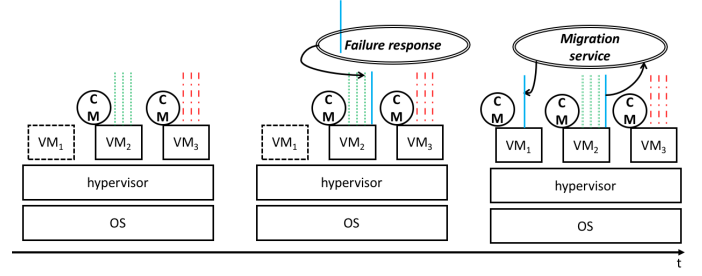 Failure response
Migration
service
C
M
C
M
VM1
VM2
VM3
hypervisor
OS
C
M
C
M
VM1
VM2
VM3
hypervisor
OS
C
M
C
M
C
M
VM1
VM2
VM3
hypervisor
OS
t